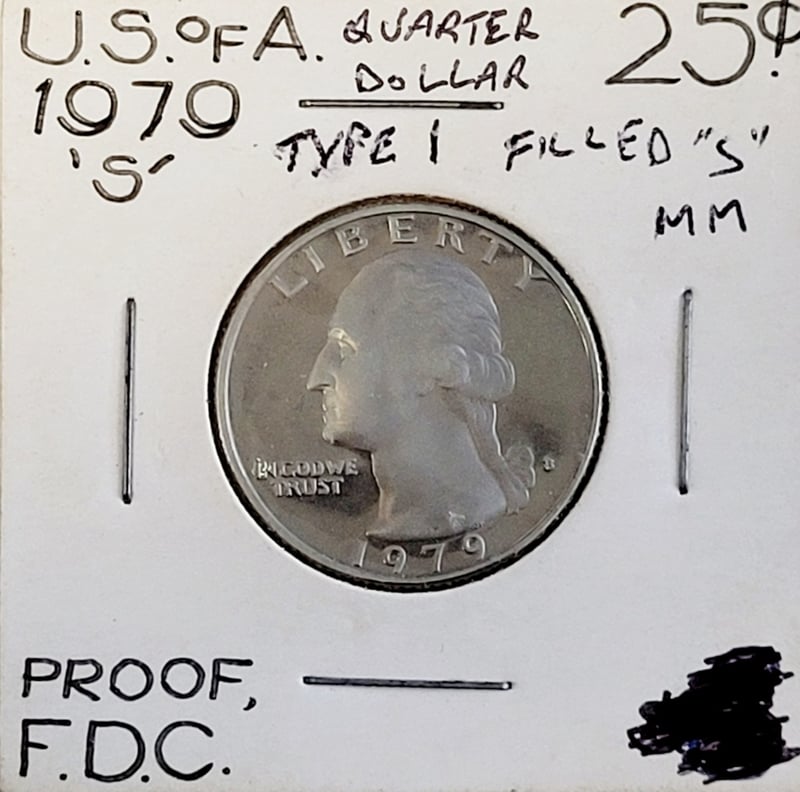 U.S. OF A. QUARTER 25¢
DOLLAR
1979
'S' TYPE 1 FILLED "S"
MM
LIBERTY
IN GOD WE
TRUST
S
1979
PROOF,
F.D.C.